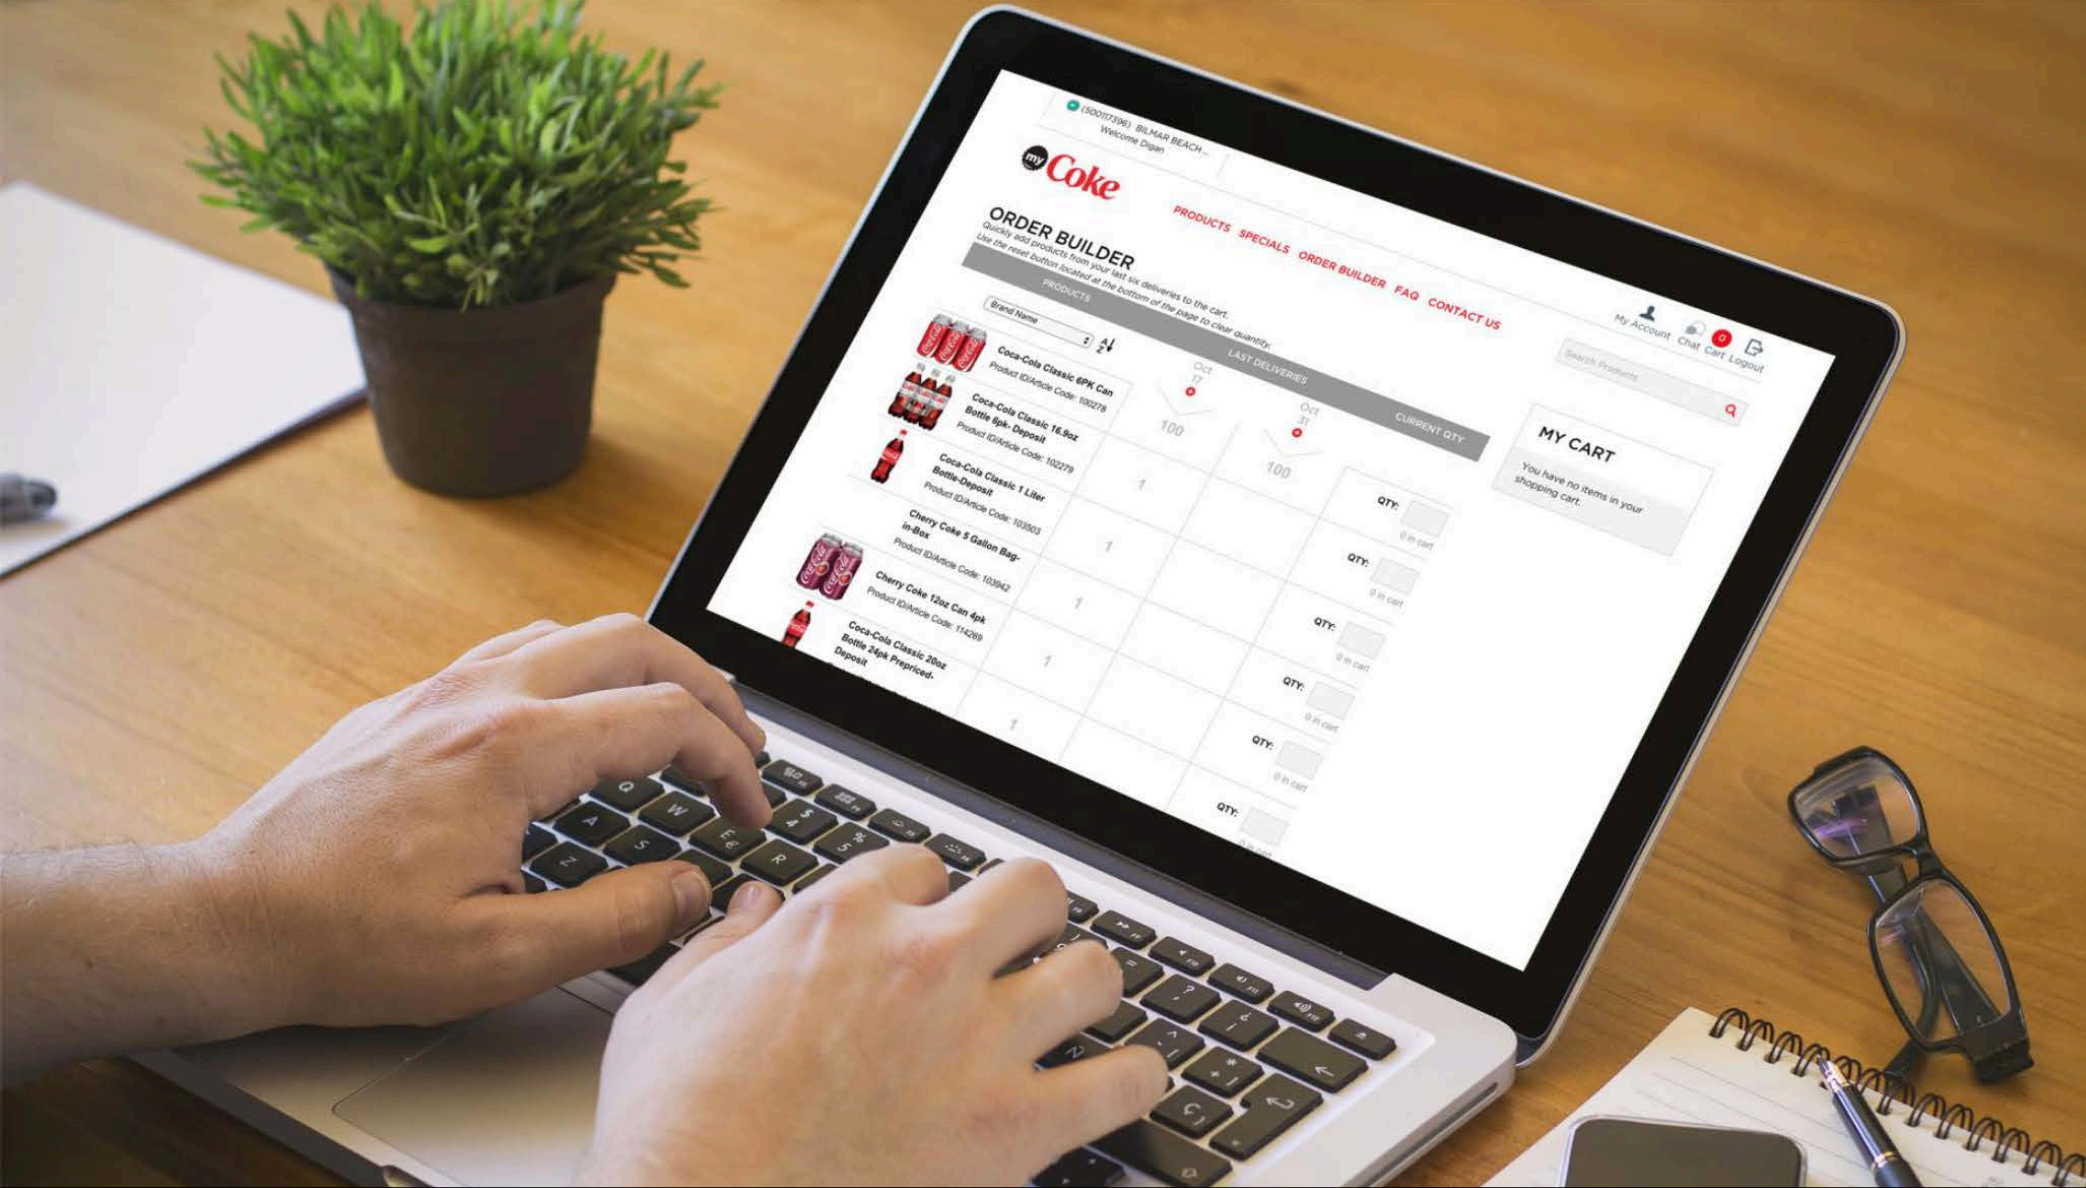 (500117396) BILMAR BEACH ...
Welcome Digan
my Coke
PRODUCTS SPECIALS ORDER BUILDER FAQ CONTACT US
My Account Chat Cart Logout
0
Search Products
ORDER BUILDER
Quickly add products from your last six deliveries to the cart.
Use the reset button located at the bottom of the page to clear quantity.
PRODUCTS LAST DELIVERIES CURRENT QTY
Brand Name
Oct
17
Oct
31
MY CART
You have no items in your
shopping cart.
Coca-Cola Classic 6PK Can
Product ID/Article Code: 100278
100
100
QTY:
0 in cart
Coca-Cola Classic 16.9oz
Bottle 6pk- Deposit
Product ID/Article Code: 102279
1
QTY:
0 in cart
Coca-Cola Classic 1 Liter
Bottle-Deposit
Product ID/Article Code: 103503
1
QTY:
0 in cart
Cherry Coke 5 Gallon Bag-
in-Box
Product ID/Article Code: 103942
1
QTY:
0 in cart
Cherry Coke 12oz Can 4pk
Product ID/Article Code: 114269
1
QTY:
0 in cart
Coca-Cola Classic 20oz
Bottle 24pk Prepriced-
Deposit
1
QTY:
Q W E R
A S
Z